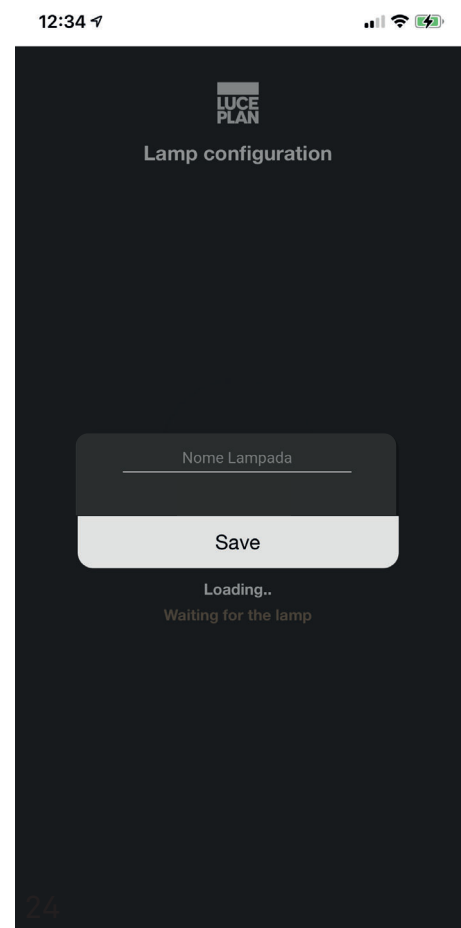 12:34
LUCE
PLAN
Lamp configuration
Nome Lampada
Save
Loading..
Waiting for the lamp
24